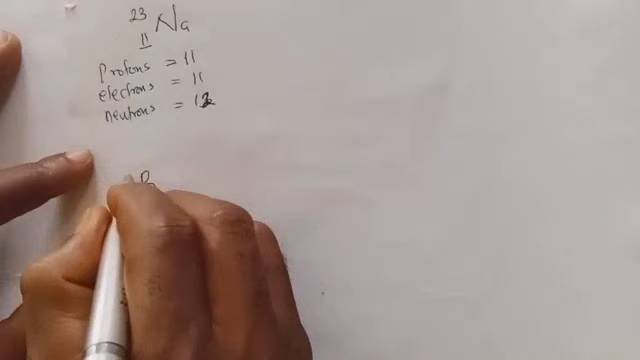 23
11 Na
protons = 11
electrons = 11
neutrons = 12